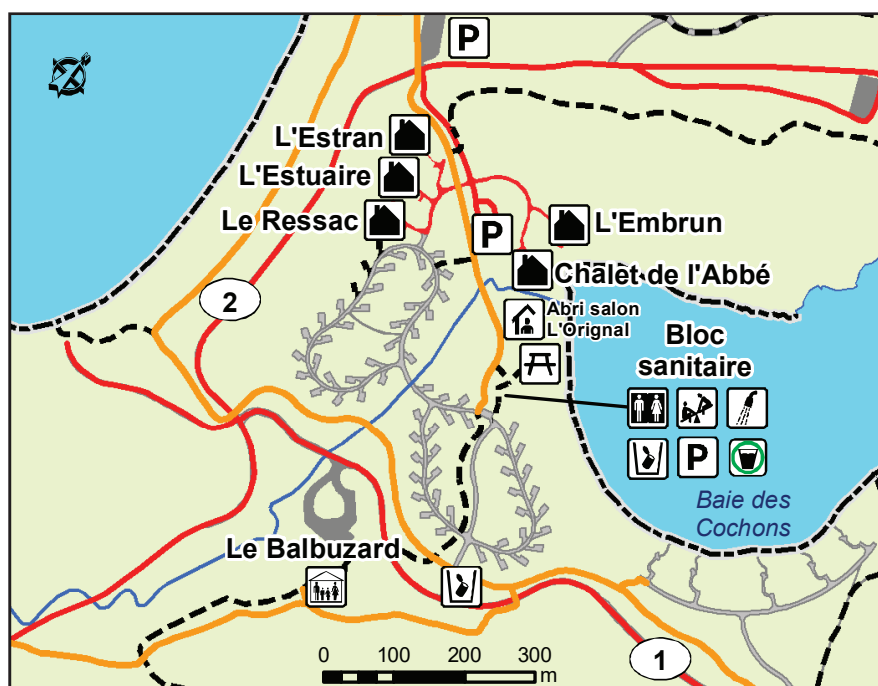 P
L'Estran
L'Estuaire
Le Ressac
L'Embrun
P
Chalet de l'Abbé
2
Abri salon
L'Orignal
Bloc
sanitaire
P
Baie des
Cochons
Le Balbuzard
1
0 100 200 300
m